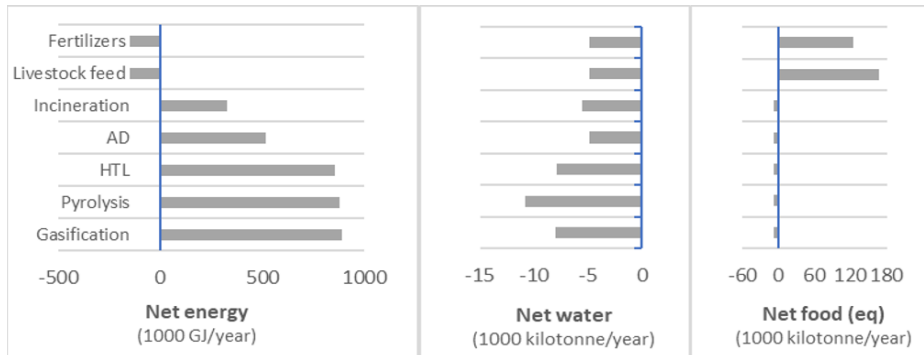 Fertilizers
Livestock feed
Incineration
AD
HTL
Pyrolysis
Gasification
-500 0 500 1000
Net energy
(1000 GJ/year)
-15 -10 -5 0
Net water
(1000 kilotonne/year)
-60 0 60 120 180
Net food (eq)
(1000 kilotonne/year)